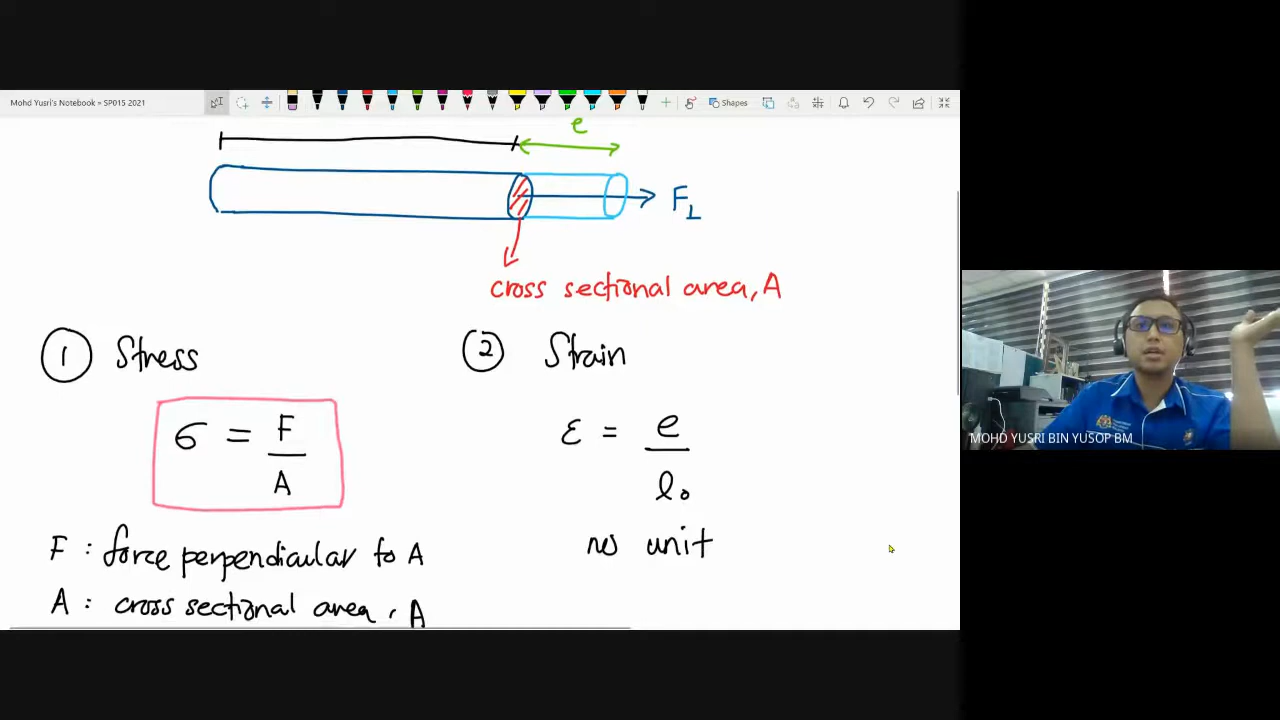 Mohd Yusri's Notebook » SP015 2021
Shapes
e
F⊥
cross sectional area, A
① Stress
② Strain
σ = F
A
ε = e
l₀
F : force perpendicular to A
no unit
A : cross sectional area, A
MOHD YUSRI BIN YUSOP BM